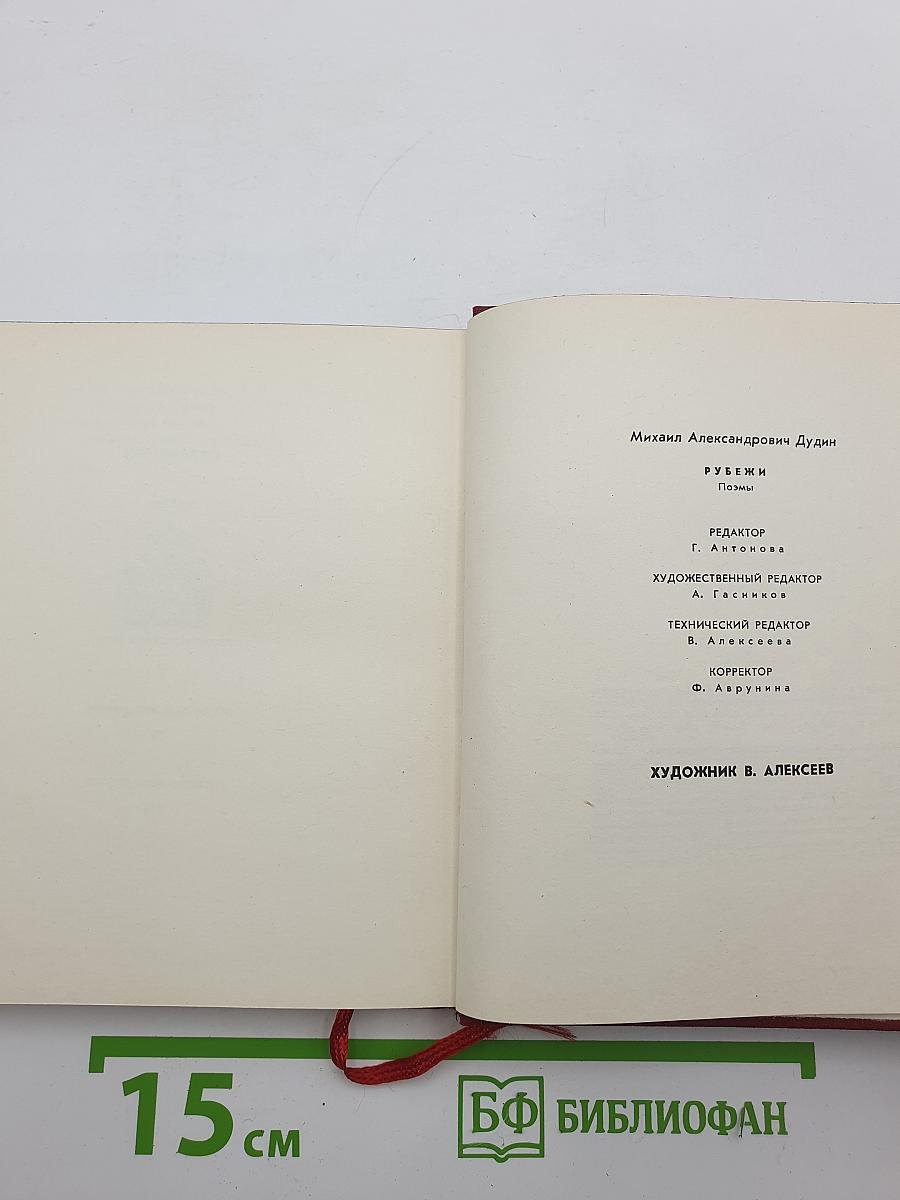 Михаил Александрович Дудин
РУБЕЖИ
Поэмы
РЕДАКТОР
Г. Антонова
ХУДОЖЕСТВЕННЫЙ РЕДАКТОР
А. Гасников
ТЕХНИЧЕСКИЙ РЕДАКТОР
В. Алексеева
КОРРЕКТОР
Ф. Аврунина
ХУДОЖНИК В. АЛЕКСЕЕВ
15 см
БФ БИБЛИОФАН